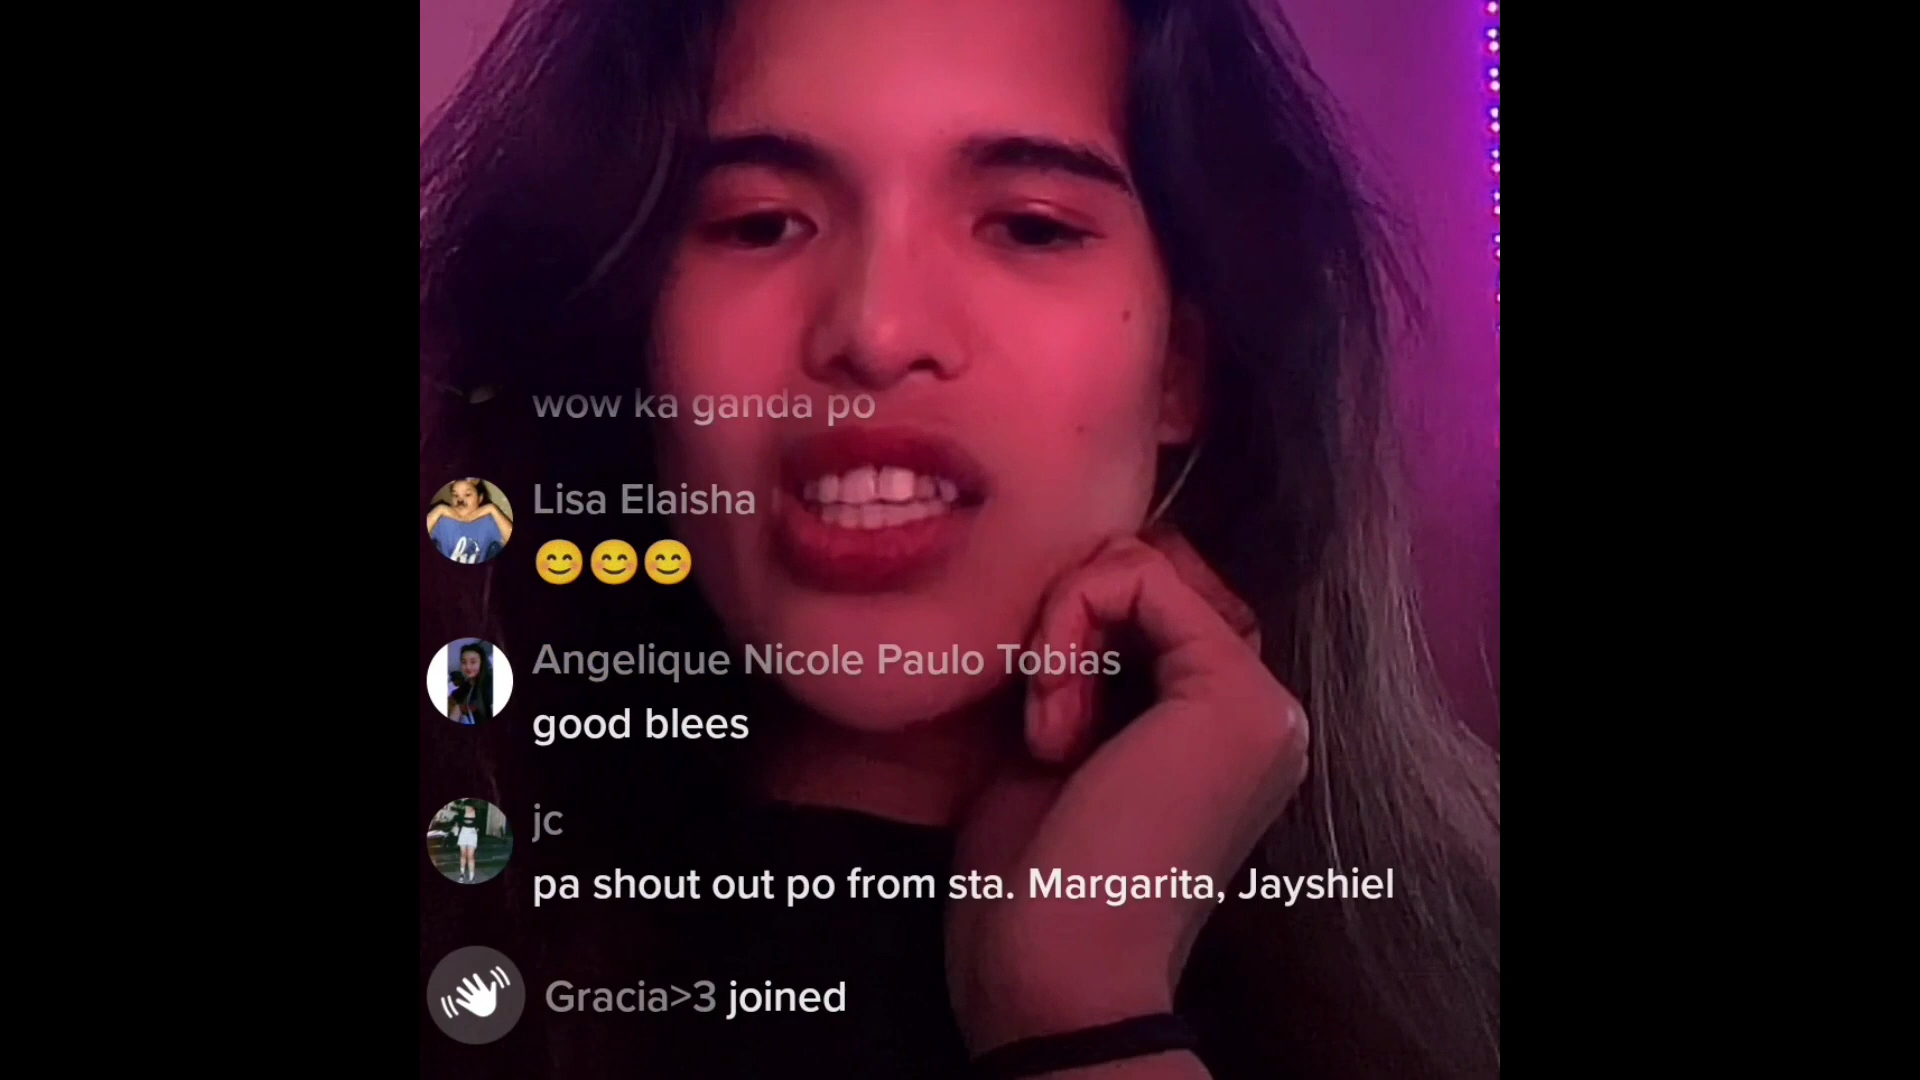 wow ka ganda po
Lisa Elaisha
😊😊😊
Angelique Nicole Paulo Tobias
good blees
jc
pa shout out po from sta. Margarita, Jayshiel
Gracia>3 joined